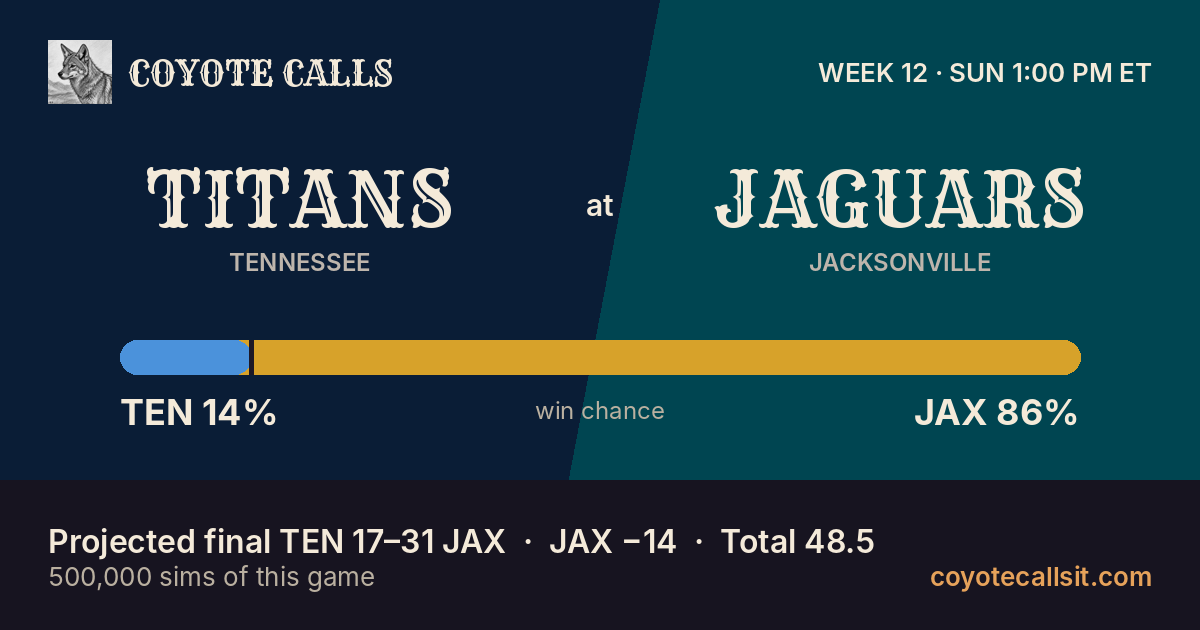 COYOTE CALLS
WEEK 12 · SUN 1:00 PM ET
TITANS
at
JAGUARS
TENNESSEE
JACKSONVILLE
TEN 14%
win chance
JAX 86%
Projected final TEN 17–31 JAX · JAX −14 · Total 48.5
500,000 sims of this game
coyotecallsit.com